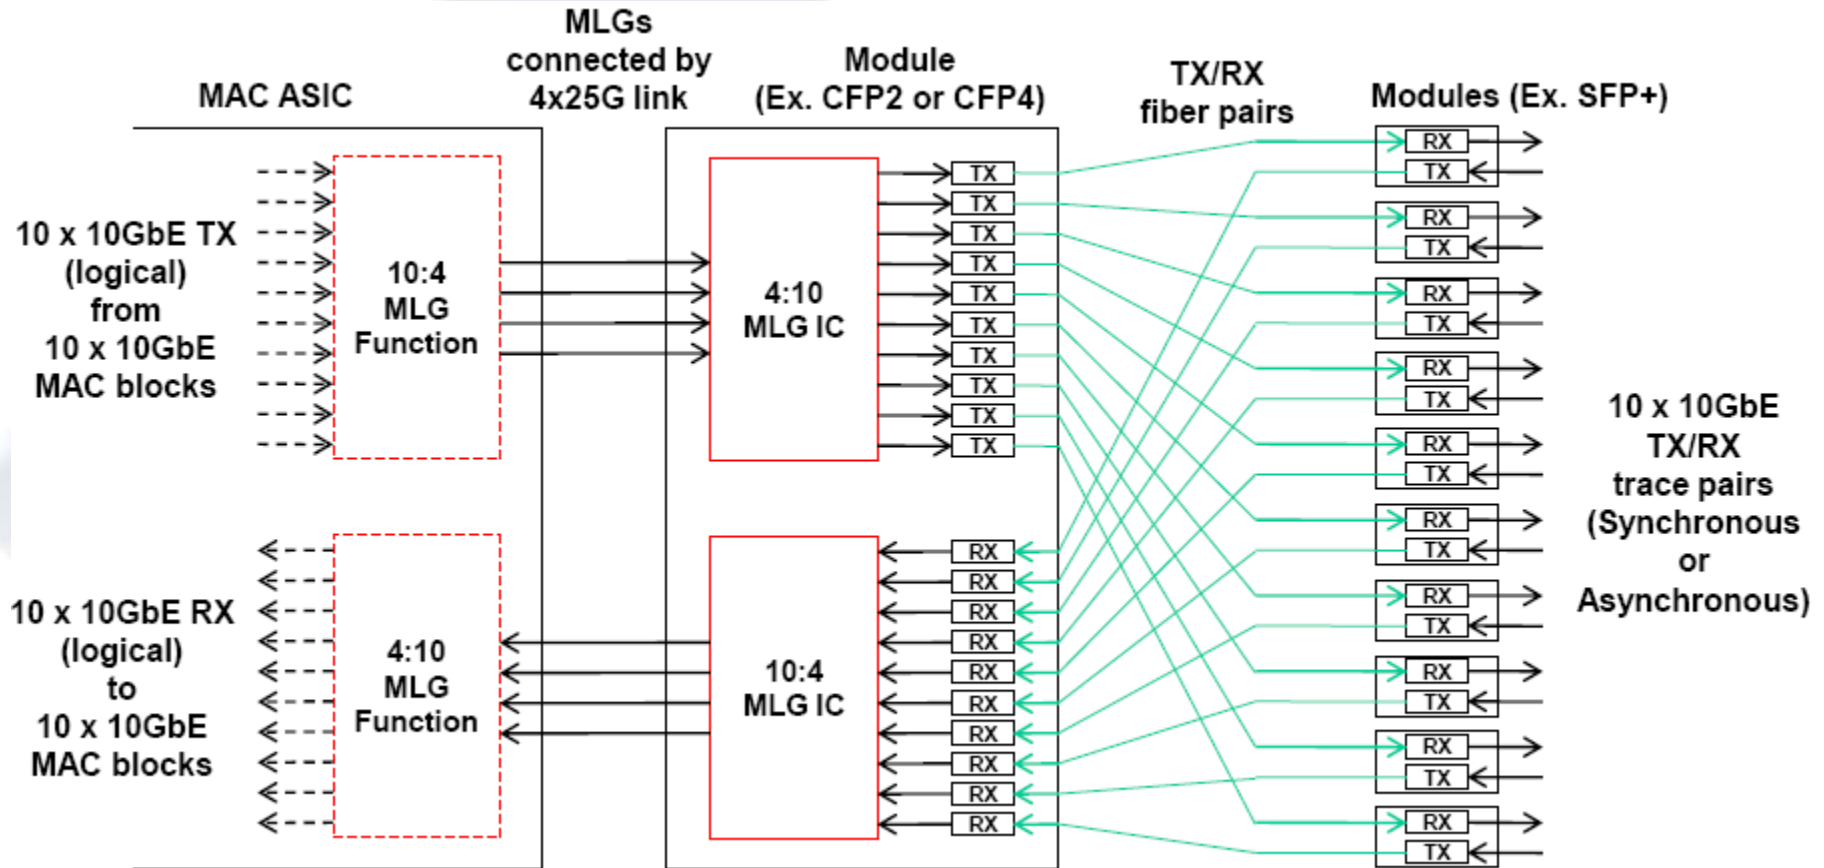 MLGs
connected by
4x25G link
MAC ASIC
Module
(Ex. CFP2 or CFP4)
TX/RX
fiber pairs
Modules (Ex. SFP+)
10 x 10GbE TX
(logical)
from
10 x 10GbE
MAC blocks
10:4
MLG
Function
4:10
MLG IC
TX
TX
TX
TX
TX
TX
TX
TX
TX
TX
10 x 10GbE RX
(logical)
to
10 x 10GbE
MAC blocks
4:10
MLG
Function
10:4
MLG IC
RX
RX
RX
RX
RX
RX
RX
RX
RX
RX
RX
TX
RX
TX
RX
TX
RX
TX
RX
TX
RX
TX
RX
TX
RX
TX
RX
TX
RX
TX
10 x 10GbE
TX/RX
trace pairs
(Synchronous
or
Asynchronous)